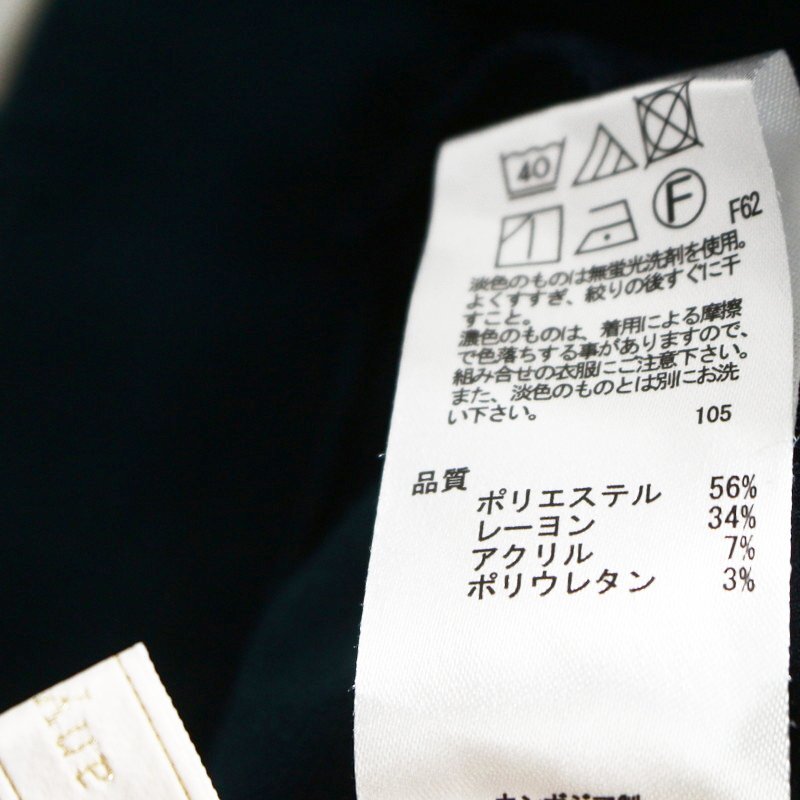 40
F
F62
淡色のものは無蛍光洗剤を使用。
よくすすぎ、絞りの後すぐに干
すこと。
濃色のものは、着用による摩擦
で色落ちする事がありますので、
組み合せの衣服にご注意下さい。
また、淡色のものとは別にお洗
い下さい。
105
品質
ポリエステル 56%
レーヨン 34%
アクリル 7%
ポリウレタン 3%
any